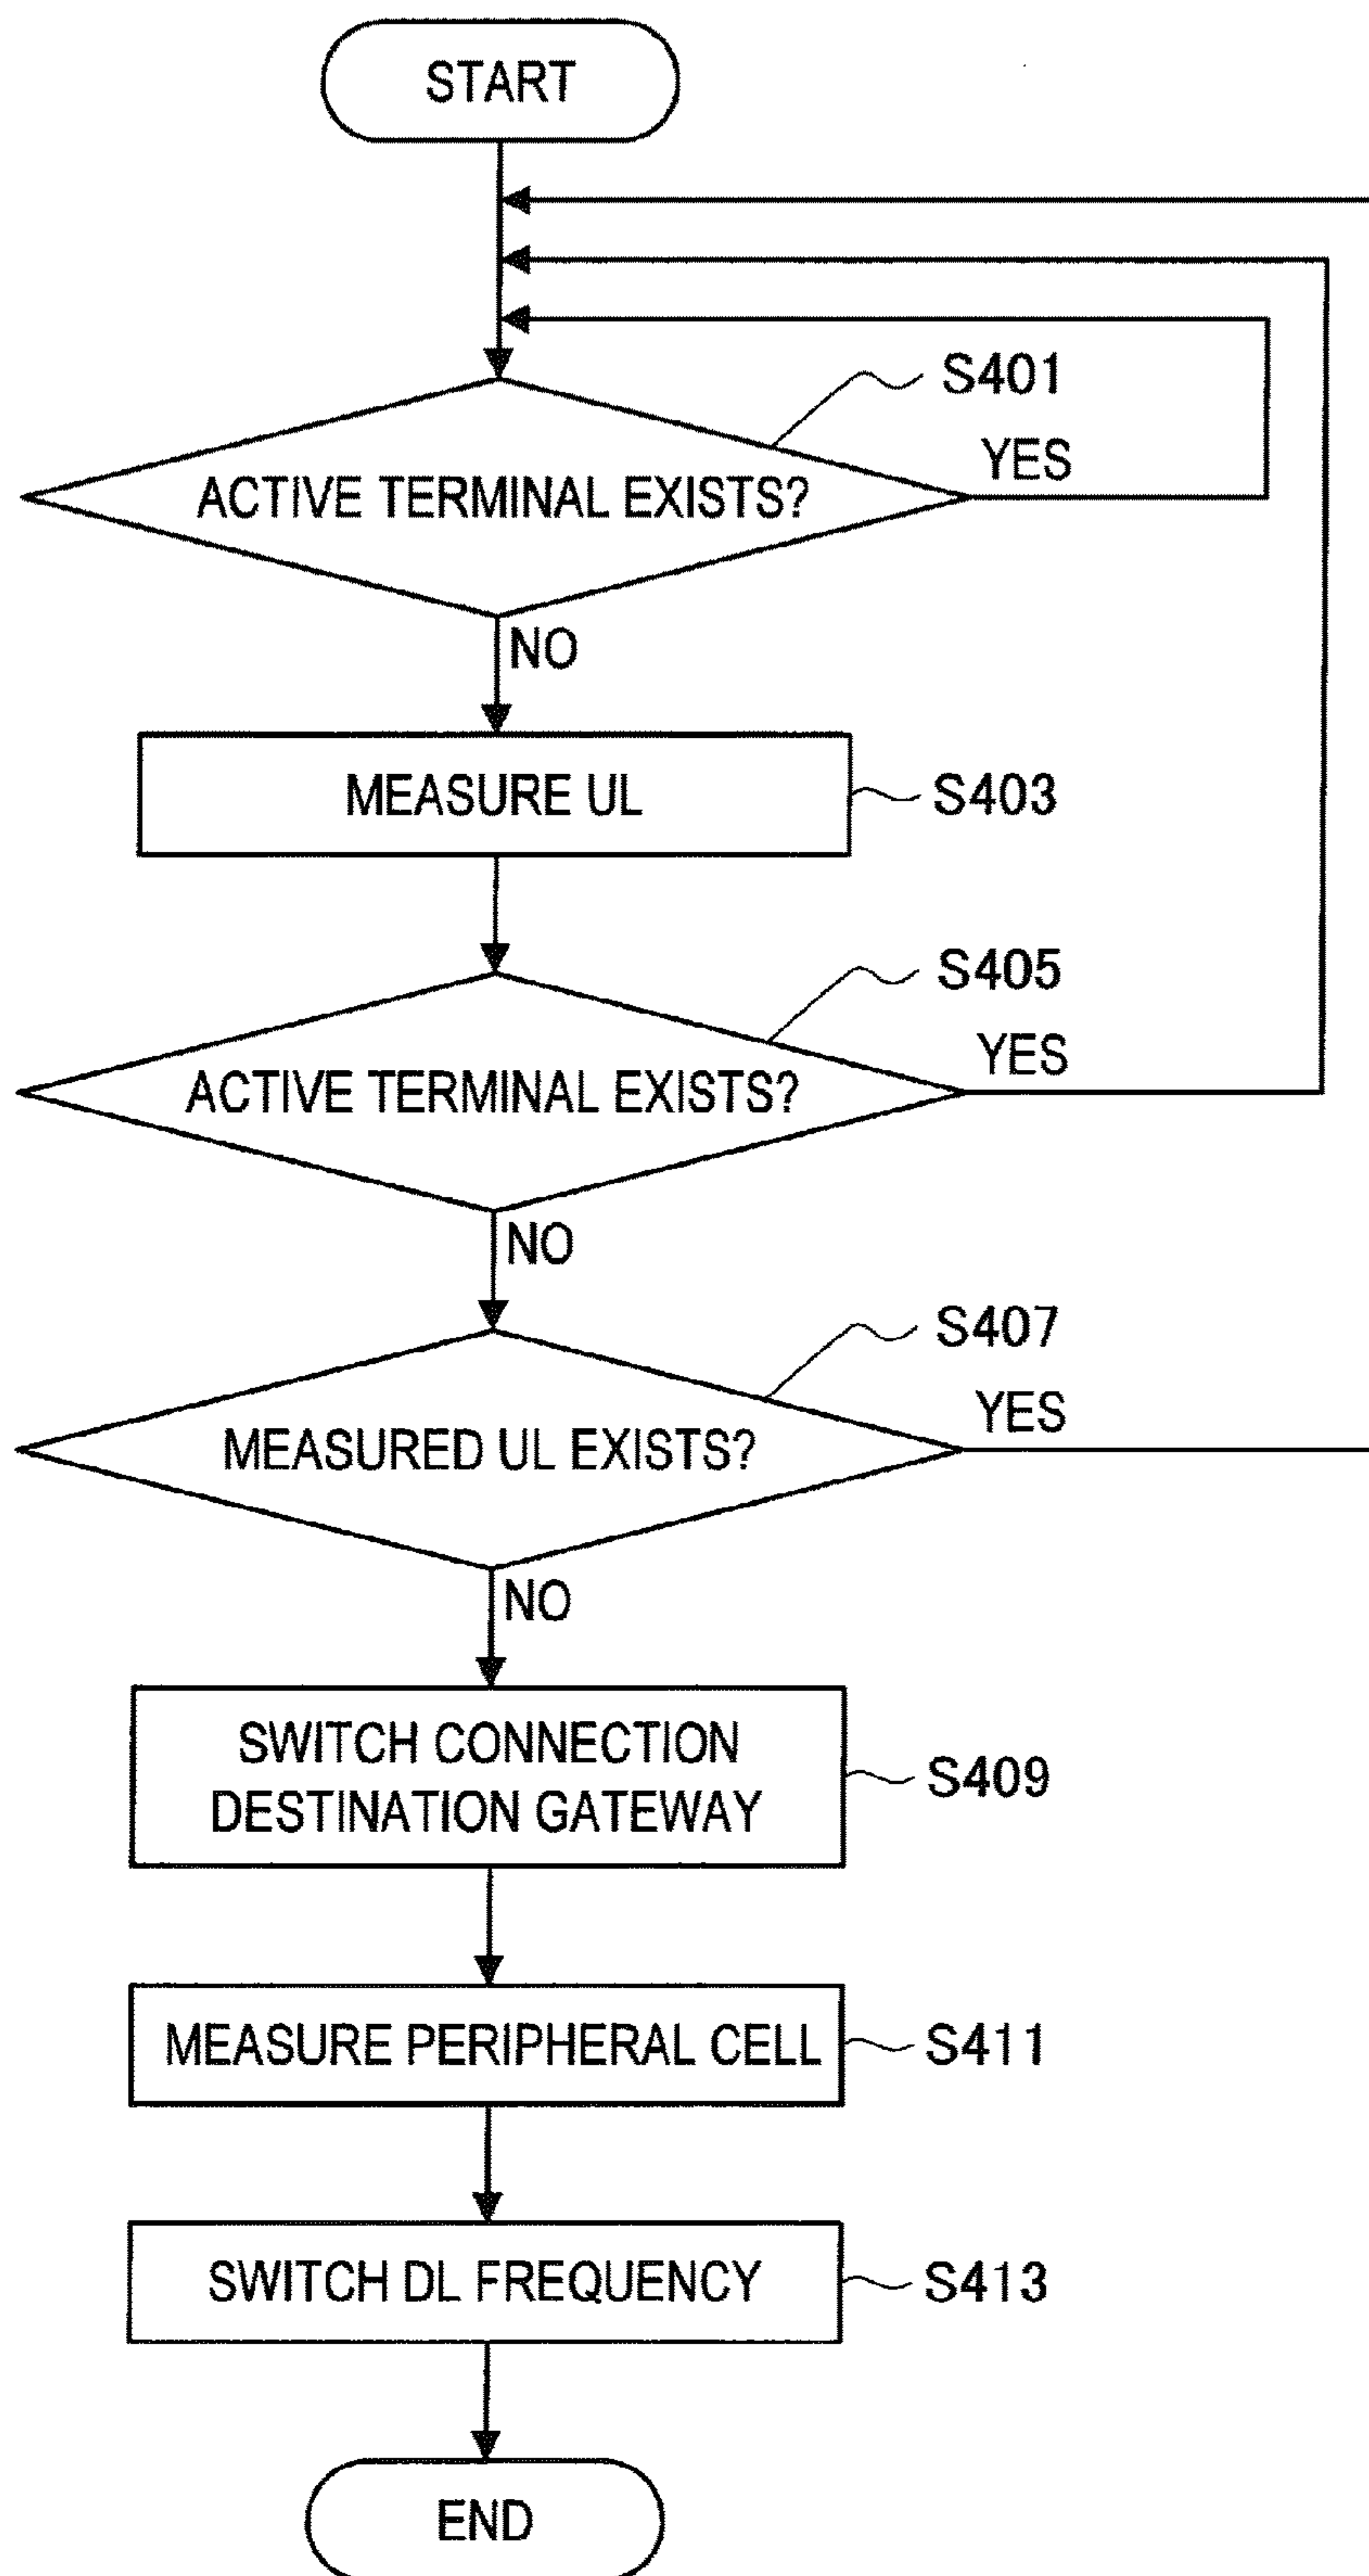 START
S401
YES
ACTIVE TERMINAL EXISTS?
NO
MEASURE UL
S403
S405
YES
ACTIVE TERMINAL EXISTS?
NO
S407
YES
MEASURED UL EXISTS?
NO
SWITCH CONNECTION
DESTINATION GATEWAY
S409
MEASURE PERIPHERAL CELL
S411
SWITCH DL FREQUENCY
S413
END